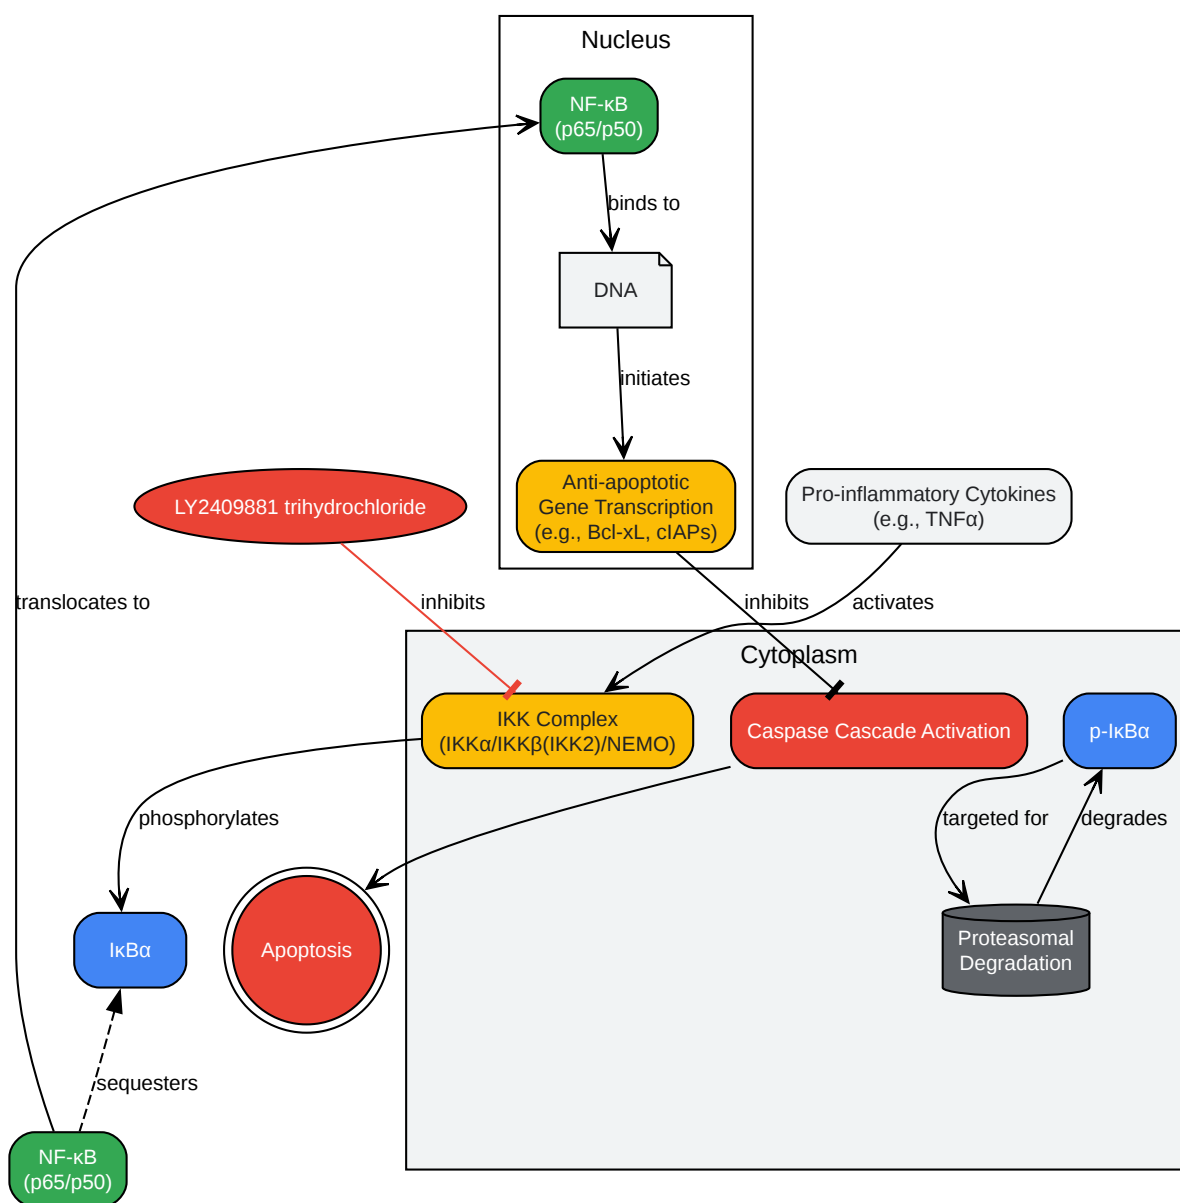 Nucleus
NF-κB
(p65/p50)
binds to
DNA
initiates
LY2409881 trihydrochloride
Anti-apoptotic
Gene Transcription
(e.g., Bcl-xL, cIAPs)
Pro-inflammatory Cytokines
(e.g., TNFα)
translocates to
inhibits
inhibits
activates
Cytoplasm
IKK Complex
(IKKα/IKKβ(IKK2)/NEMO)
Caspase Cascade Activation
p-IκBα
phosphorylates
targeted for
degrades
IκBα
Apoptosis
Proteasomal
Degradation
sequesters
NF-κB
(p65/p50)